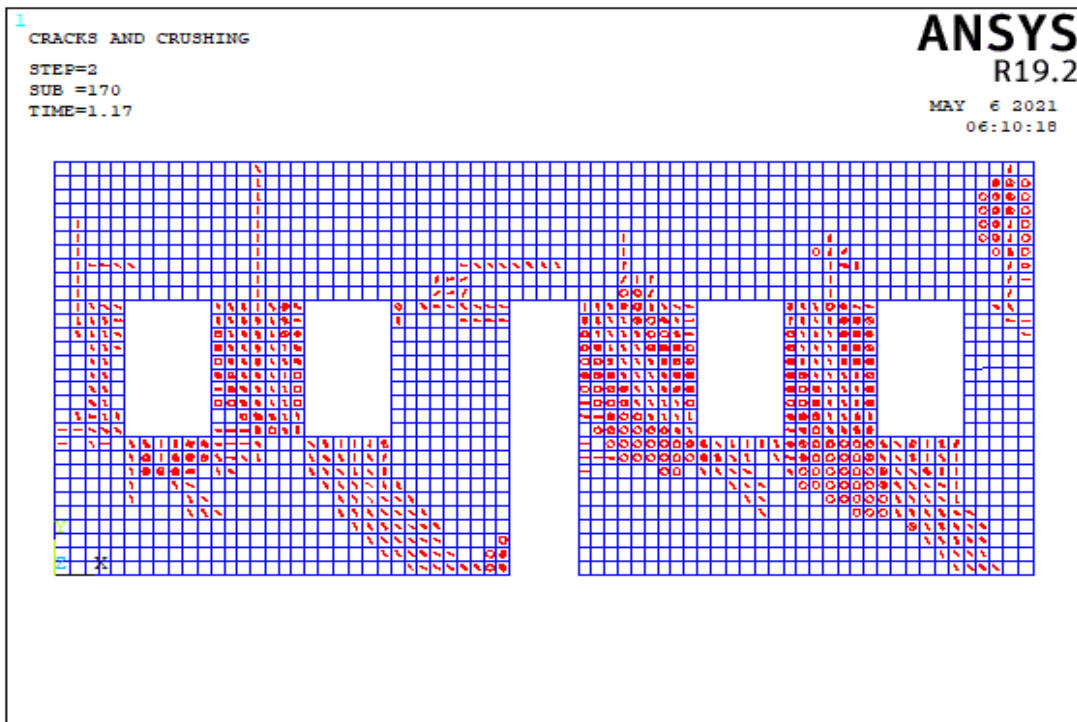 1
CRACKS AND CRUSHING
STEP=2
SUB =170
TIME=1.17
ANSYS
R19.2
MAY  6 2021
06:10:18
Y
Z X